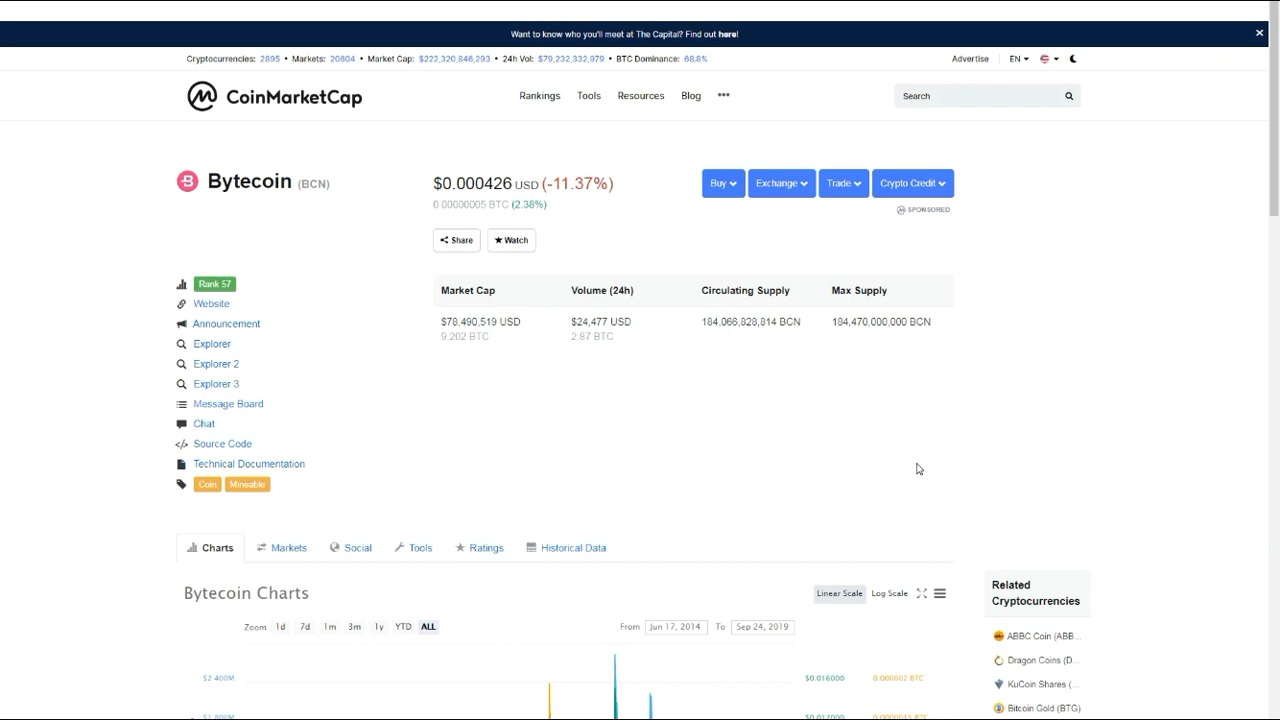 Want to know who you'll meet at The Capital? Find out here!
Cryptocurrencies: 2895 • Markets: 20604 • Market Cap: $222,320,846,293 • 24h Vol: $79,232,332,979 • BTC Dominance: 68.8%
Advertise EN
CoinMarketCap
Rankings Tools Resources Blog •••
Search
Bytecoin (BCN)
$0.000426 USD (-11.37%)
0.00000005 BTC (2.38%)
Buy Exchange Trade Crypto Credit
SPONSORED
Share Watch
Rank 57
Website
Announcement
Explorer
Explorer 2
Explorer 3
Message Board
Chat
Source Code
Technical Documentation
Coin Mineable
Market Cap Volume (24h) Circulating Supply Max Supply
$78,490,519 USD $24,477 USD 184,066,828,814 BCN 184,470,000,000 BCN
9.202 BTC 2.87 BTC
Charts Markets Social Tools Ratings Historical Data
Bytecoin Charts
Linear Scale Log Scale
Zoom 1d 7d 1m 3m 1y YTD ALL
From Jun 17, 2014 To Sep 24, 2019
$2 400M $0.016000 0.000002 BTC
Related
Cryptocurrencies
ABBC Coin (ABB...
Dragon Coins (D...
KuCoin Shares (...
Bitcoin Gold (BTG)